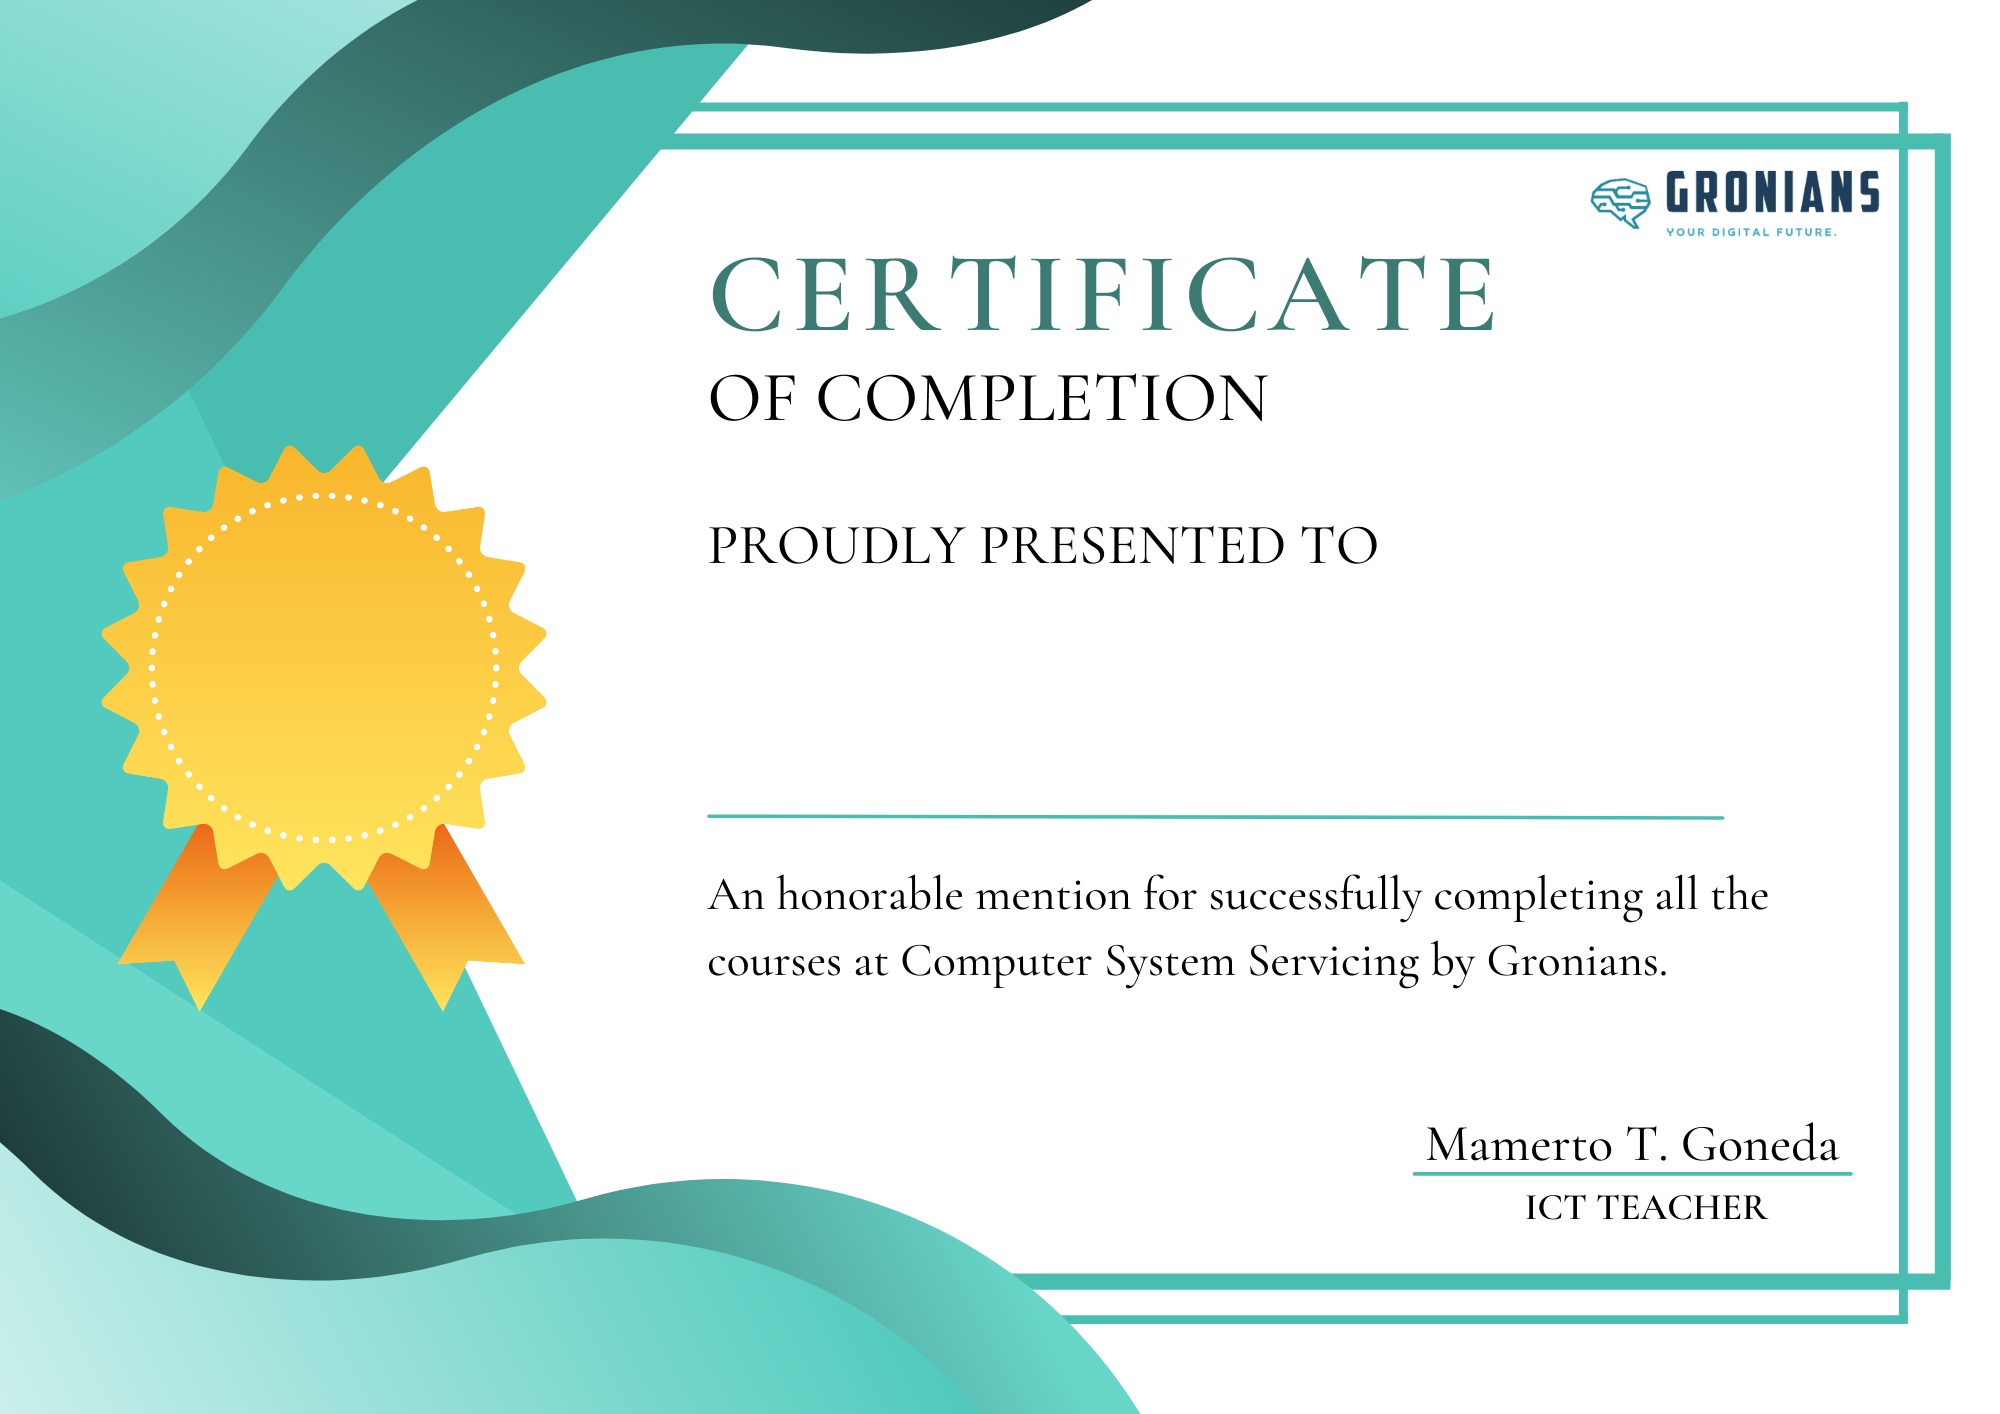 GRONIANS
YOUR DIGITAL FUTURE.
CERTIFICATE
OF COMPLETION
PROUDLY PRESENTED TO
An honorable mention for successfully completing all the
courses at Computer System Servicing by Gronians.
Mamerto T. Goneda
ICT TEACHER